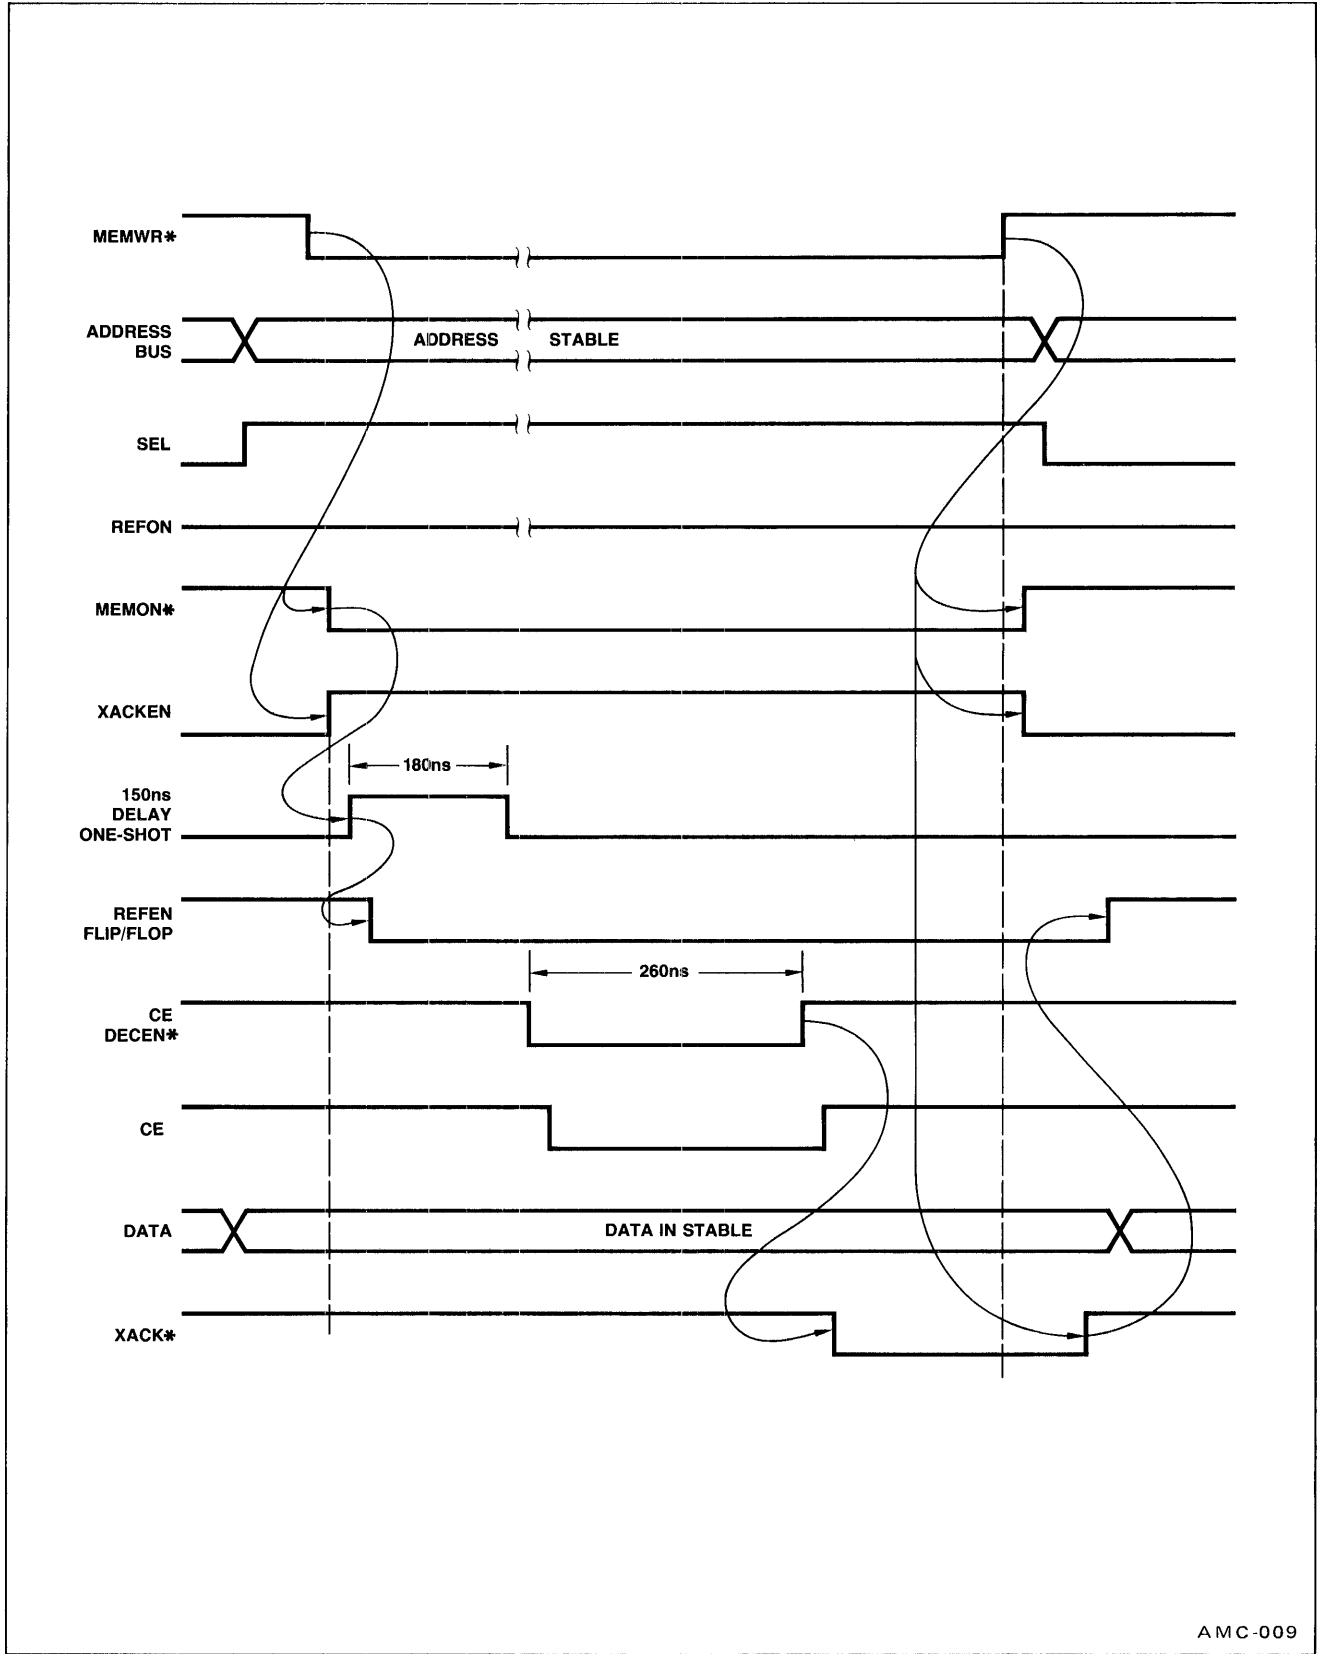 MEMWR*
ADDRESS
BUS
ADDRESS STABLE
SEL
REFON
MEMON*
XACKEN
180ns
150ns
DELAY
ONE-SHOT
REFEN
FLIP/FLOP
260ns
CE
DECEN*
CE
DATA
DATA IN STABLE
XACK*
AMC-009